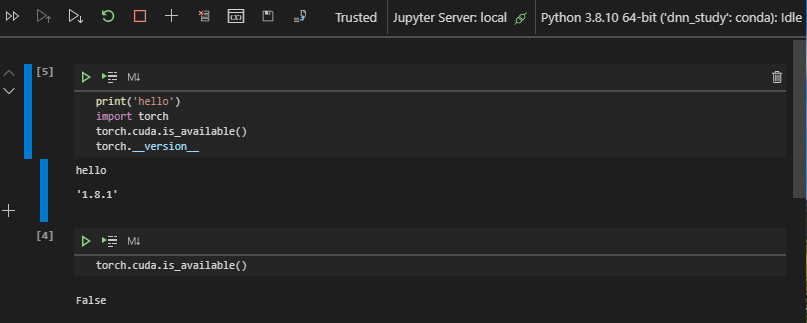 Trusted
Jupyter Server: local
Python 3.8.10 64-bit ('dnn_study': conda): Idle
[5]
M↓
print('hello')
import torch
torch.cuda.is_available()
torch.__version__
hello
'1.8.1'
[4]
M↓
torch.cuda.is_available()
False